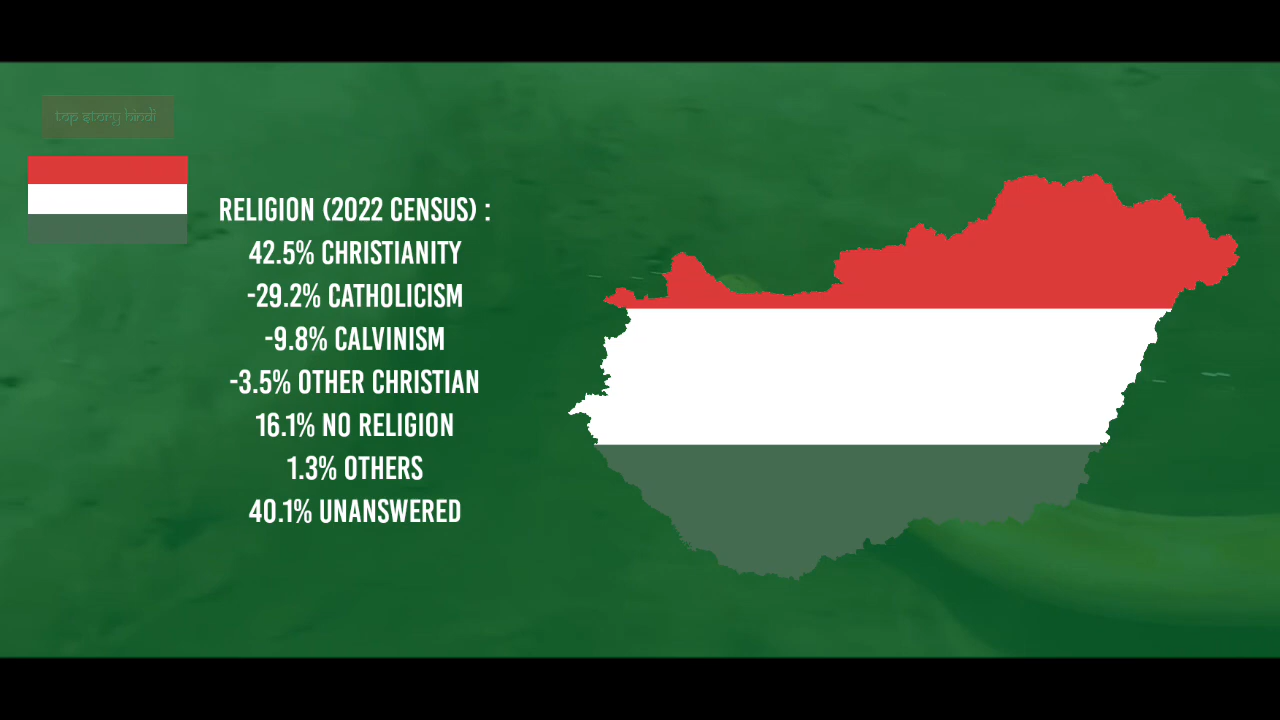 top story hindi
RELIGION (2022 CENSUS) :
42.5% CHRISTIANITY
-29.2% CATHOLICISM
-9.8% CALVINISM
-3.5% OTHER CHRISTIAN
16.1% NO RELIGION
1.3% OTHERS
40.1% UNANSWERED